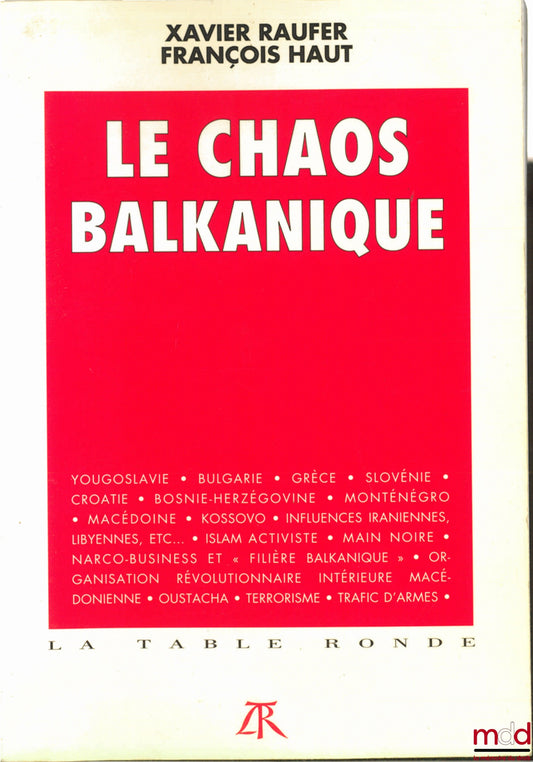 XAVIER RAUFER
FRANÇOIS HAUT
LE CHAOS
BALKANIQUE
YOUGOSLAVIE • BULGARIE • GRÈCE • SLOVÉNIE •
CROATIE • BOSNIE-HERZÉGOVINE • MONTÉNÉGRO
• MACÉDOINE • KOSSOVO • INFLUENCES IRANIENNES,
LIBYENNES, ETC... • ISLAM ACTIVISTE • MAIN NOIRE •
NARCO-BUSINESS ET « FILIÈRE BALKANIQUE » • OR-
GANISATION RÉVOLUTIONNAIRE INTÉRIEURE MACÉ-
DONIENNE • OUSTACHA • TERRORISME • TRAFIC D'ARMES •
LA TABLE RONDE
TR
mdd